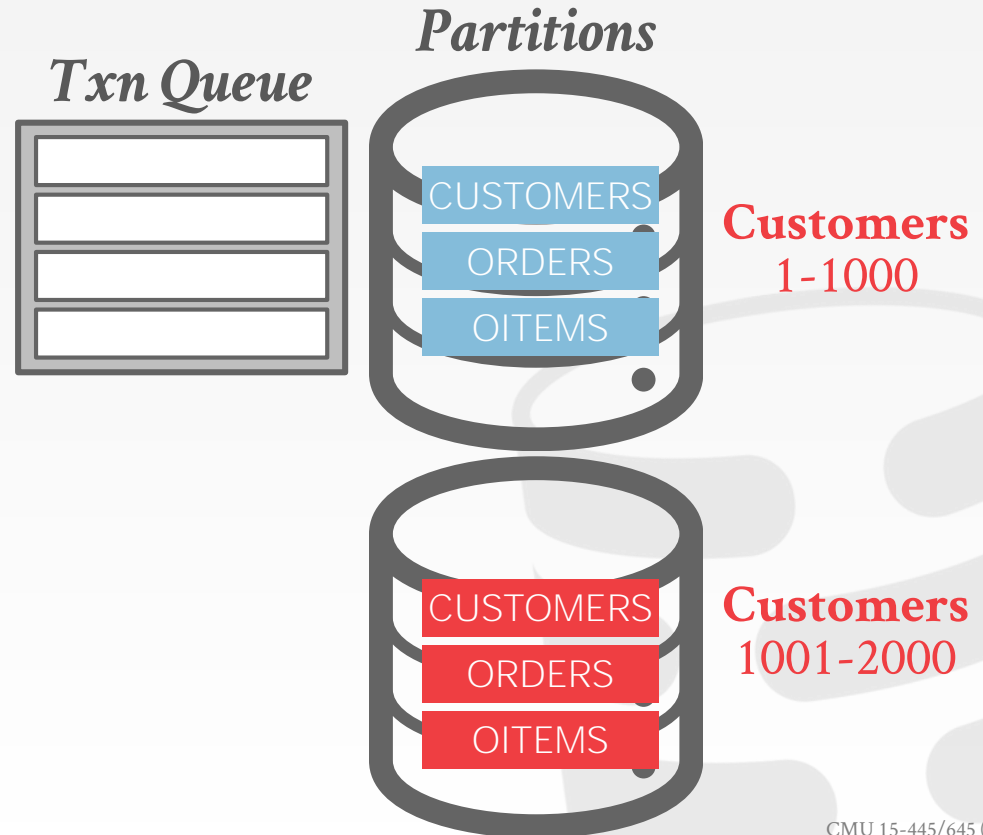 Partitions
Txn Queue
CUSTOMERS
ORDERS
OITEMS
Customers
1-1000
CUSTOMERS
ORDERS
OITEMS
Customers
1001-2000
CMU 15-445/645 (